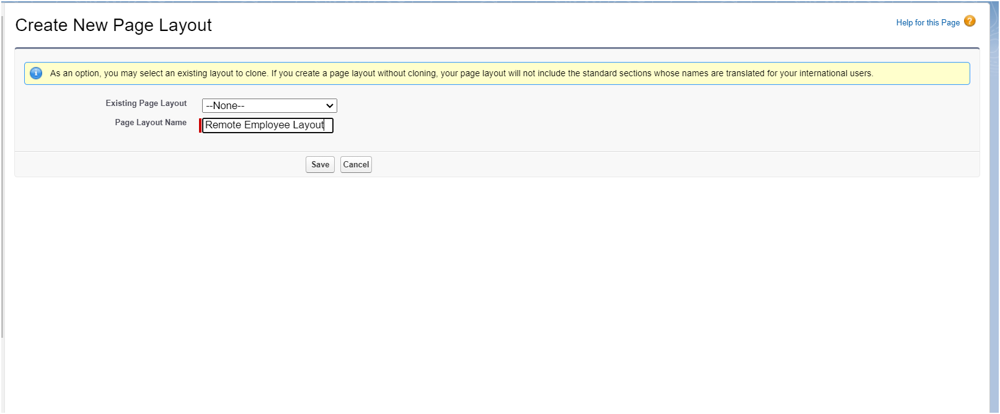 Create New Page Layout
Help for this Page ?
i As an option, you may select an existing layout to clone. If you create a page layout without cloning, your page layout will not include the standard sections whose names are translated for your international users.
Existing Page Layout --None--
Page Layout Name Remote Employee Layout
Save Cancel